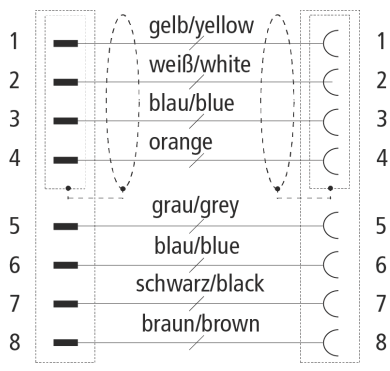 1 gelb/yellow 1
2 weiß/white 2
3 blau/blue 3
4 orange 4
5 grau/grey 5
6 blau/blue 6
7 schwarz/black 7
8 braun/brown 8